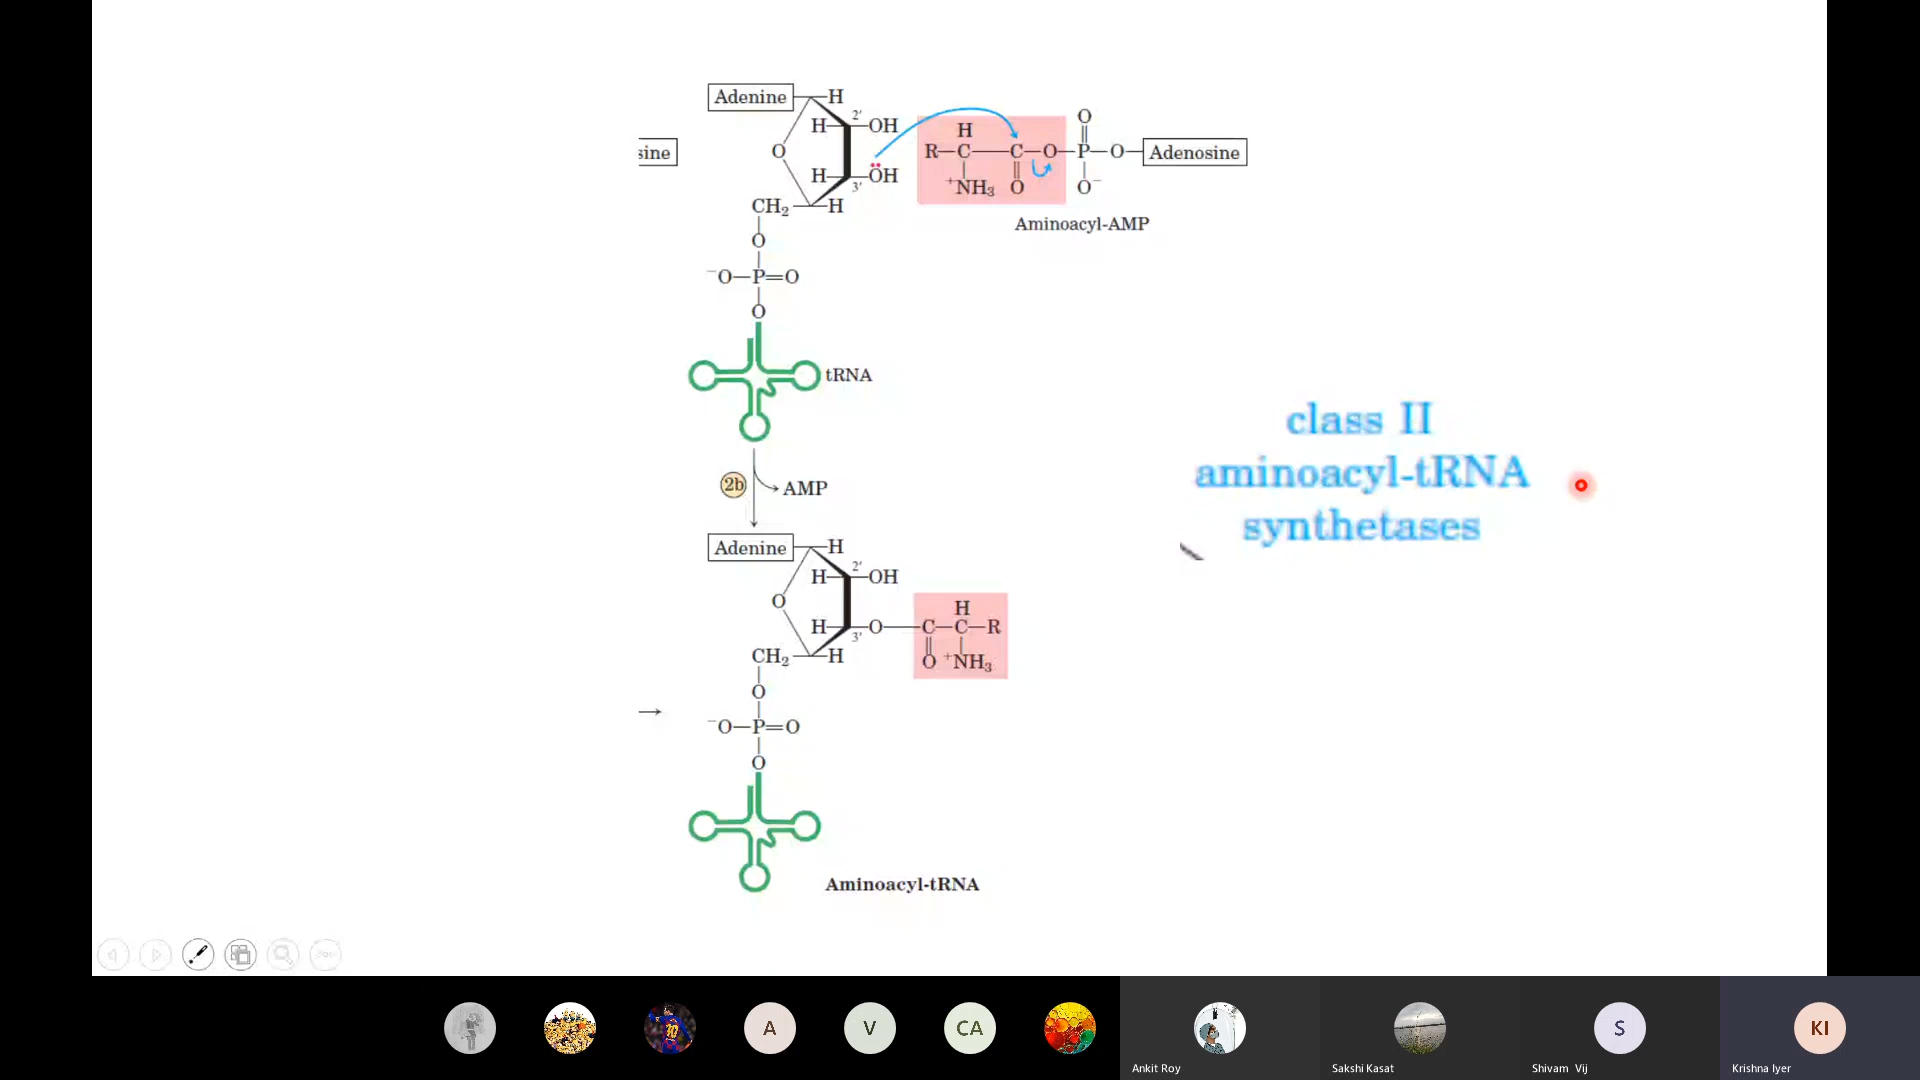 Adenine
H
2′
H
OH
O
H
3′
ÖH
CH₂
H
O
⁻O—P=O
O
tRNA
sine
H
R—C—C—O—P—O—Adenosine
⁺NH₃
O
O
O⁻
Aminoacyl-AMP
class II
aminoacyl-tRNA
synthetases
2b
AMP
Adenine
H
2′
H
OH
O
H
3′
O—C—C—R
H
O
⁺NH₃
CH₂
H
O
⁻O—P=O
O
→
Aminoacyl-tRNA
10
A
V
CA
S
KI
Ankit Roy
Sakshi Kasat
Shivam Vij
Krishna Iyer